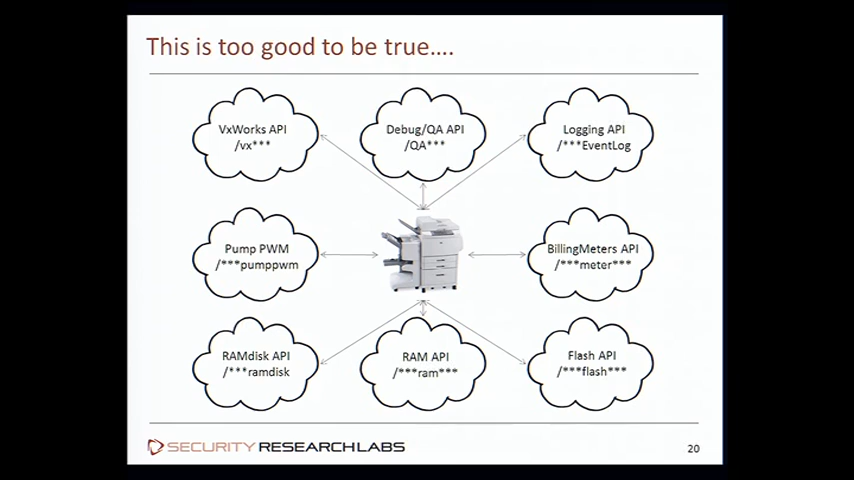 This is too good to be true….
VxWorks API
/vx***
Debug/QA API
/QA***
Logging API
/***EventLog
Pump PWM
/***pumppwm
BillingMeters API
/***meter***
RAMdisk API
/***ramdisk
RAM API
/***ram***
Flash API
/***flash***
SECURITY RESEARCH LABS
20